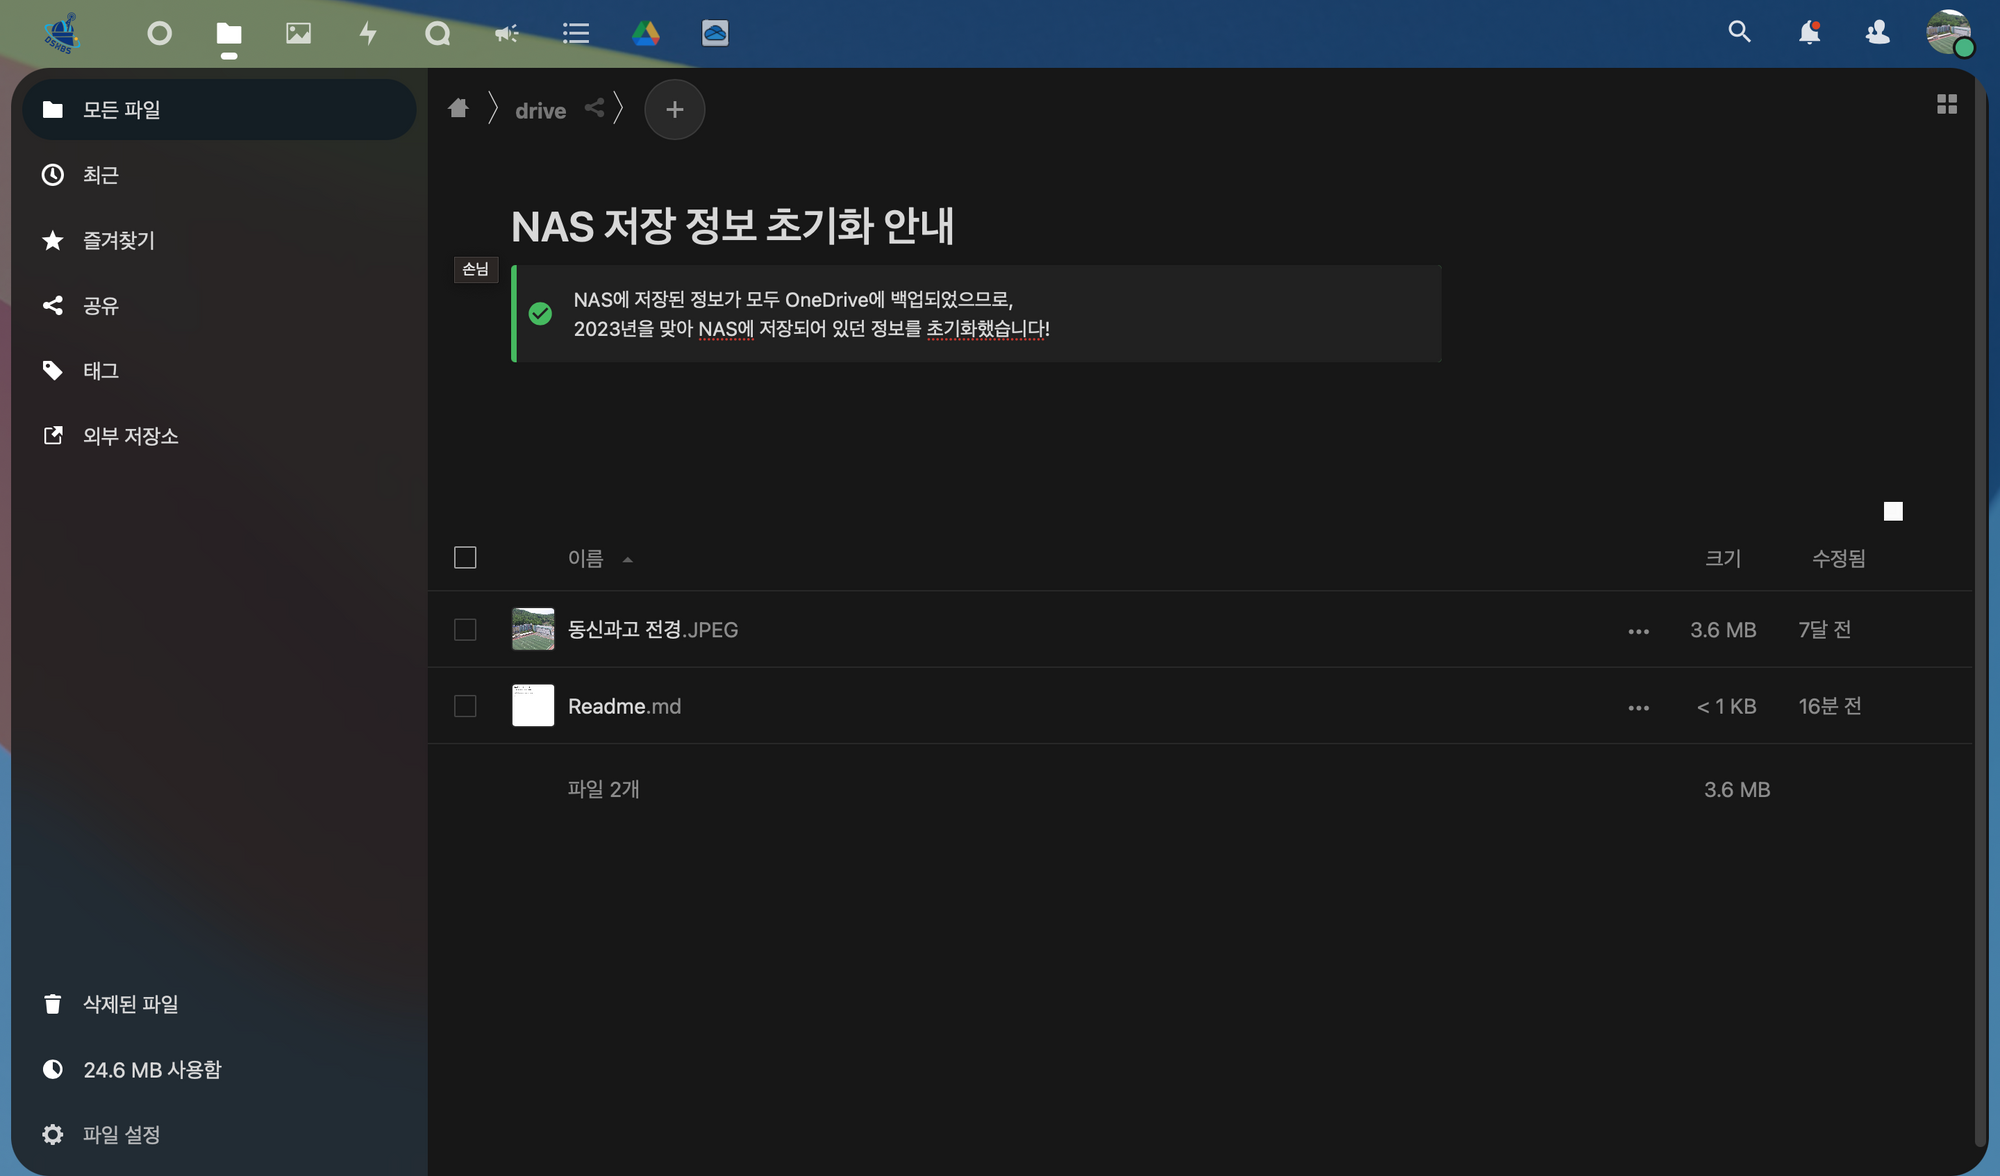 DSHBS
모든 파일
최근
즐겨찾기
공유
태그
외부 저장소
삭제된 파일
24.6 MB 사용함
파일 설정
drive
NAS 저장 정보 초기화 안내
손님
NAS에 저장된 정보가 모두 OneDrive에 백업되었으므로,
2023년을 맞아 NAS에 저장되어 있던 정보를 초기화했습니다!
이름 크기 수정됨
동신과고 전경.JPEG 3.6 MB 7달 전
Readme.md < 1 KB 16분 전
파일 2개 3.6 MB